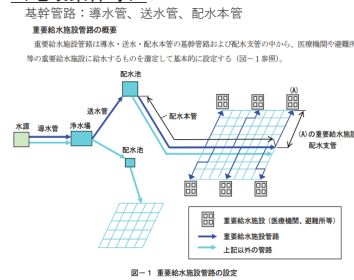 基幹管路：導水管、送水管、配水本管
重要給水施設管路の概要
重要給水施設管路は導水・送水・配水本管の基幹管路および配水支管の中から、医療機関や避難所
等の重要給水施設に給水するものを選定して基本的に設定する（図－1参照）。
配水池
(A)
送水管
配水本管
水源
導水管
浄水場
(A)の重要給水施設
配水支管
配水池
重要給水施設（医療機関、避難所等）
重要給水施設管路
上記以外の管路
図－1 重要給水施設管路の設定